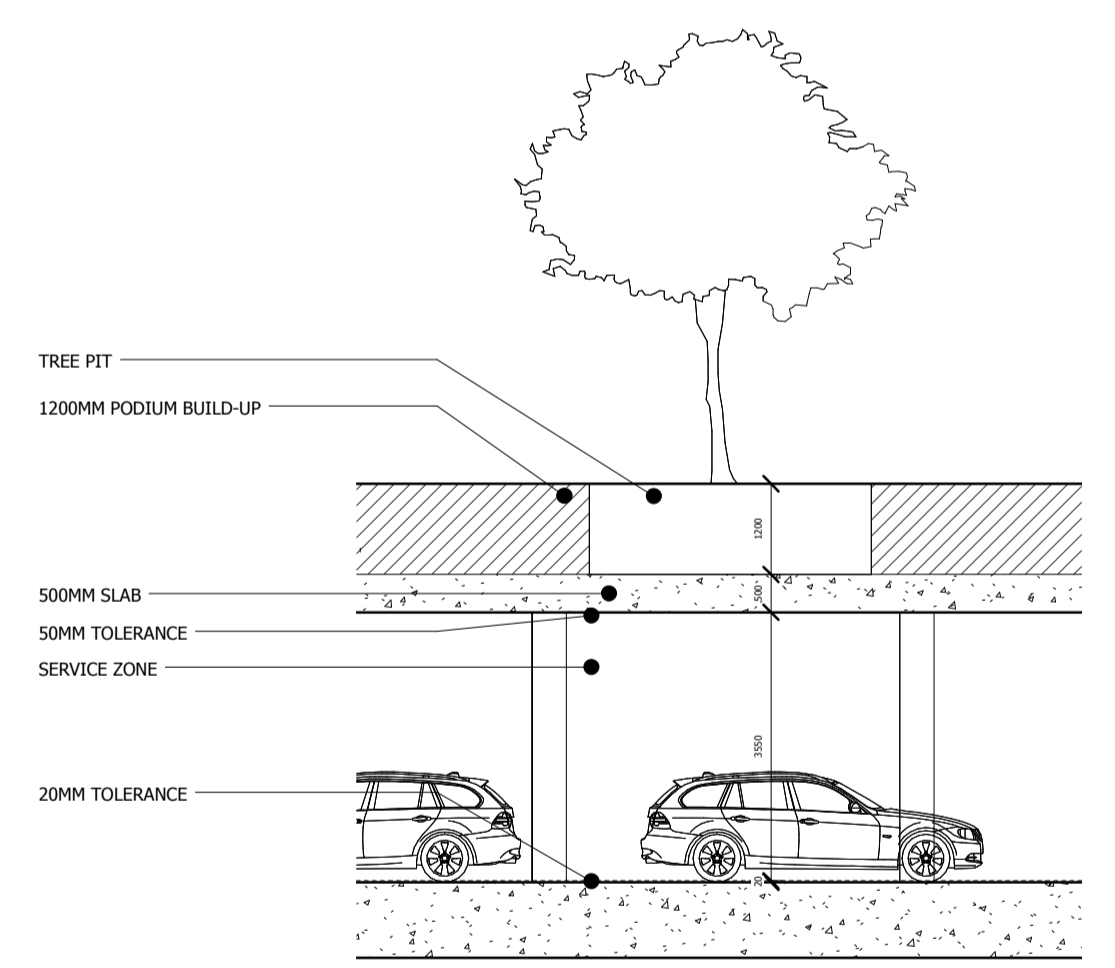 TREE PIT
1200MM PODIUM BUILD-UP
1200
500MM SLAB
500
50MM TOLERANCE
SERVICE ZONE
3550
20MM TOLERANCE
20